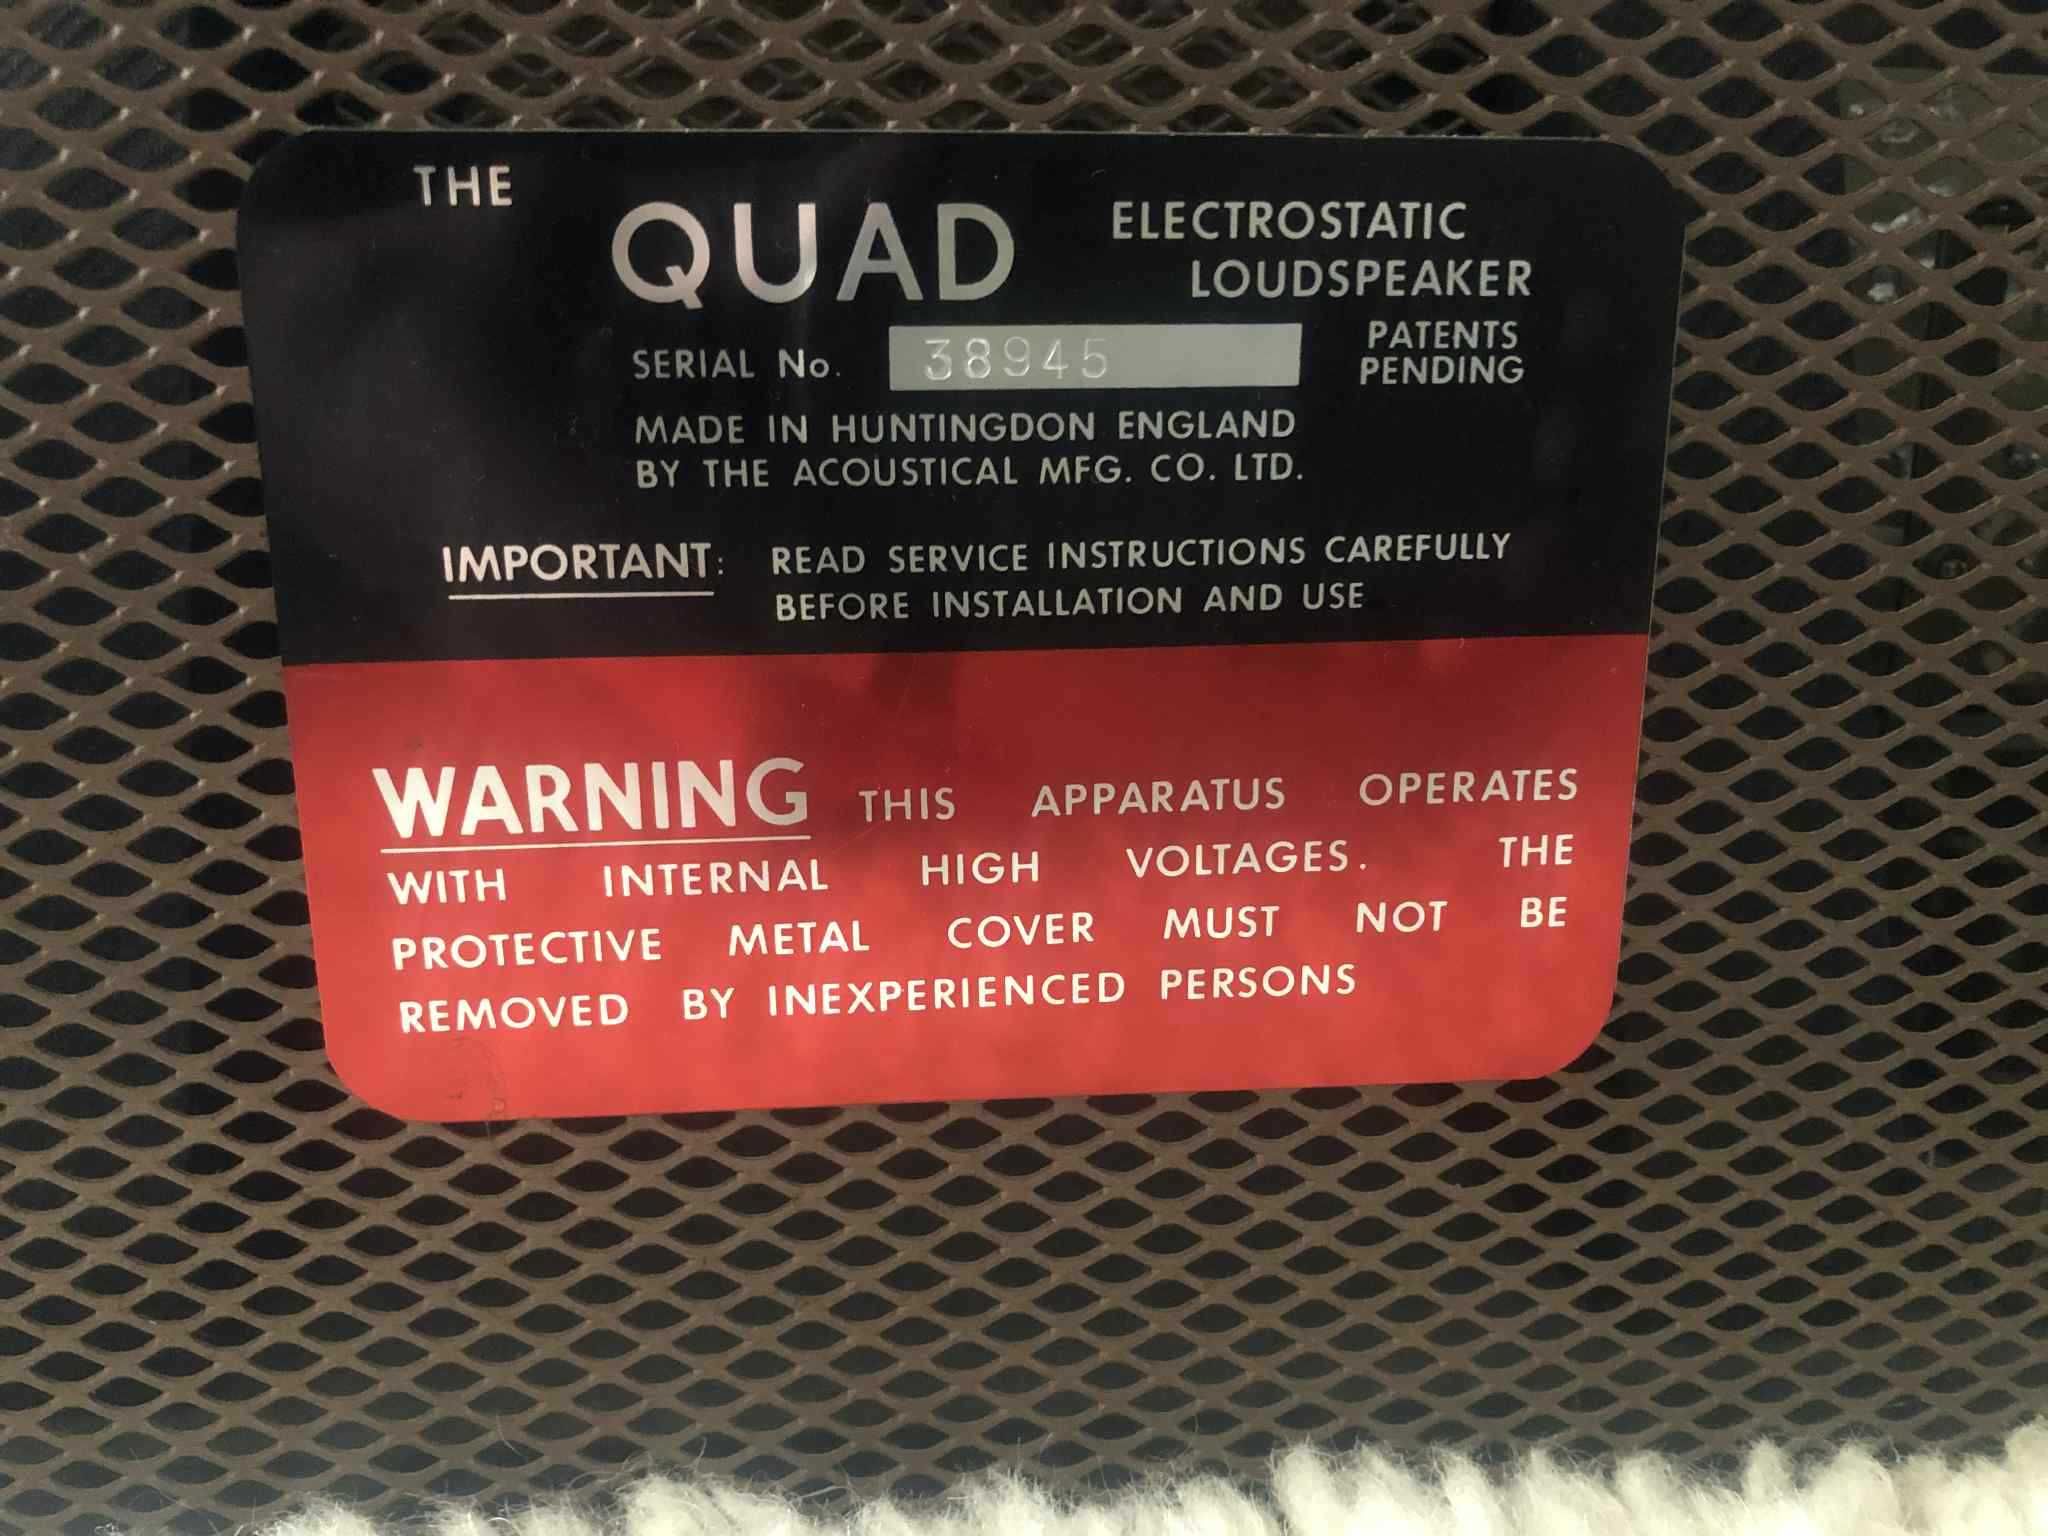 THE
QUAD ELECTROSTATIC
LOUDSPEAKER
SERIAL No. 38945 PATENTS
PENDING
MADE IN HUNTINGDON ENGLAND
BY THE ACOUSTICAL MFG. CO. LTD.
IMPORTANT: READ SERVICE INSTRUCTIONS CAREFULLY
BEFORE INSTALLATION AND USE
WARNING THIS APPARATUS OPERATES
WITH INTERNAL HIGH VOLTAGES. THE
PROTECTIVE METAL COVER MUST NOT BE
REMOVED BY INEXPERIENCED PERSONS